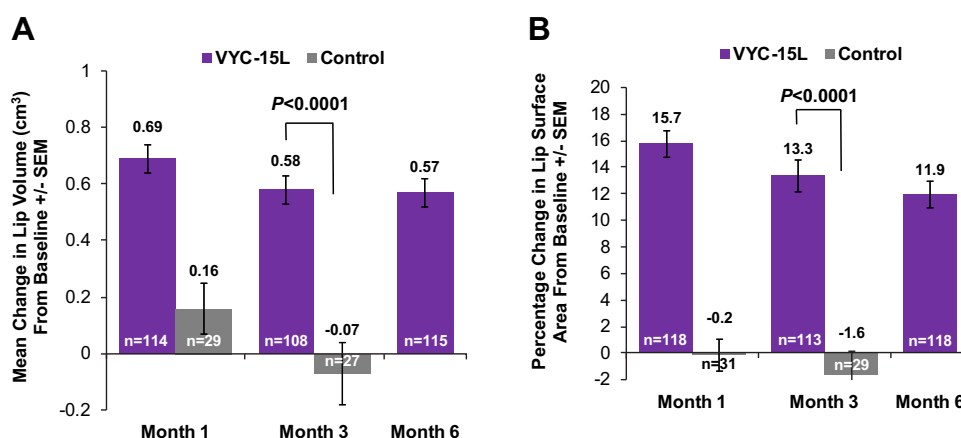 A
VYC-15L Control
Mean Change in Lip Volume (cm³)
From Baseline +/- SEM
1
0.8
0.6
0.4
0.2
0
-0.2
P<0.0001
0.69
0.16
0.58
-0.07
0.57
n=114
n=29
n=108
n=27
n=115
Month 1
Month 3
Month 6
B
VYC-15L Control
Percentage Change in Lip Surface
Area From Baseline +/- SEM
20
18
16
14
12
10
8
6
4
2
0
-2
P<0.0001
15.7
-0.2
13.3
-1.6
11.9
n=118
n=31
n=113
n=29
n=118
Month 1
Month 3
Month 6